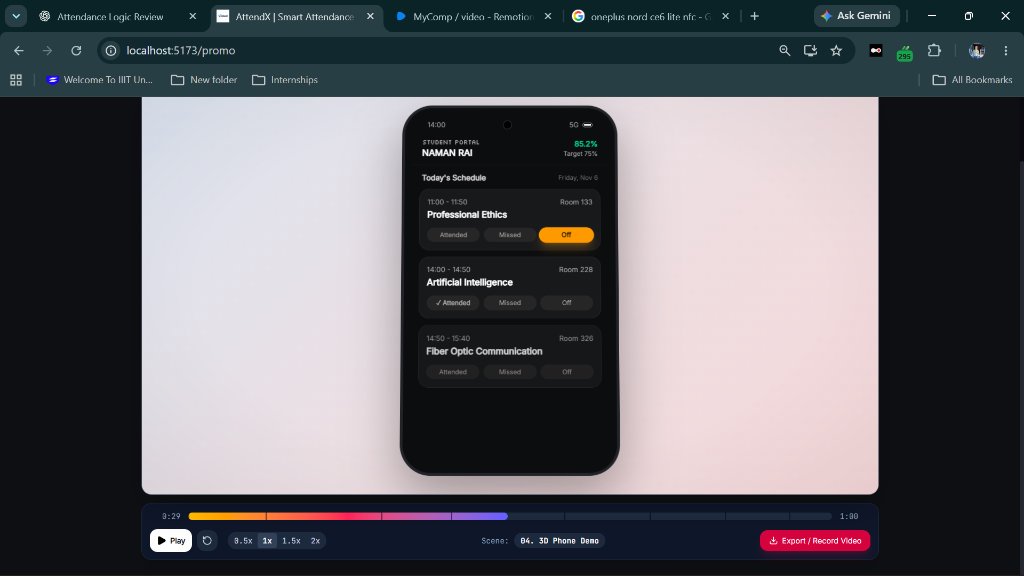 Attendance Logic Review
AttendX | Smart Attendance
MyComp / video - Remotion
oneplus nord ce6 lite nfc - G
Ask Gemini
localhost:5173/promo
295
Welcome To IIIT Un...
New folder
Internships
All Bookmarks
14:00
5G
STUDENT PORTAL
85.2%
NAMAN RAI
Target 75%
Today's Schedule
Friday, Nov 6
11:00 - 11:50
Room 133
Professional Ethics
Attended Missed Off
14:00 - 14:50
Room 228
Artificial Intelligence
✓ Attended Missed Off
14:50 - 15:40
Room 326
Fiber Optic Communication
Attended Missed Off
0:29
1:00
Play
0.5x 1x 1.5x 2x
Scene: 04. 3D Phone Demo
Export / Record Video